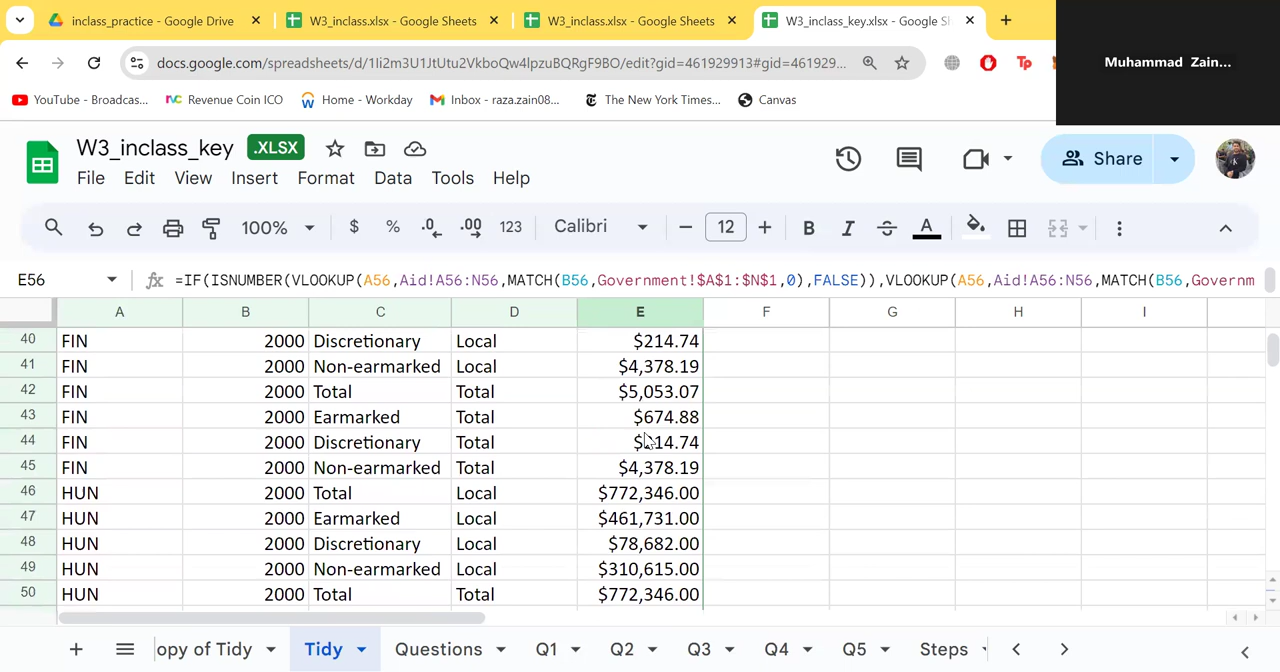 inclass_practice - Google Drive
W3_inclass.xlsx - Google Sheets
W3_inclass.xlsx - Google Sheets
W3_inclass_key.xlsx - Google Sh
Muhammad Zain...
docs.google.com/spreadsheets/d/1Ii2m3U1JtUtu2VkboQw4lpzuBQRgF9BO/edit?gid=461929913#gid=461929...
Tp
YouTube - Broadcas...
Revenue Coin ICO
Home - Workday
Inbox - raza.zain08...
The New York Times...
Canvas
W3_inclass_key
.XLSX
File Edit View Insert Format Data Tools Help
Share
100%
$ % .0 .00 123
Calibri
12
B I A
E56
=IF(ISNUMBER(VLOOKUP(A56,Aid!A56:N56,MATCH(B56,Government!$A$1:$N$1,0),FALSE)),VLOOKUP(A56,Aid!A56:N56,MATCH(B56,Governm
A B C D E F G H I
40 FIN 2000 Discretionary Local $214.74
41 FIN 2000 Non-earmarked Local $4,378.19
42 FIN 2000 Total Total $5,053.07
43 FIN 2000 Earmarked Total $674.88
44 FIN 2000 Discretionary Total $214.74
45 FIN 2000 Non-earmarked Total $4,378.19
46 HUN 2000 Total Local $772,346.00
47 HUN 2000 Earmarked Local $461,731.00
48 HUN 2000 Discretionary Local $78,682.00
49 HUN 2000 Non-earmarked Local $310,615.00
50 HUN 2000 Total Local $772,346.00
opy of Tidy
Tidy
Questions
Q1
Q2
Q3
Q4
Q5
Steps